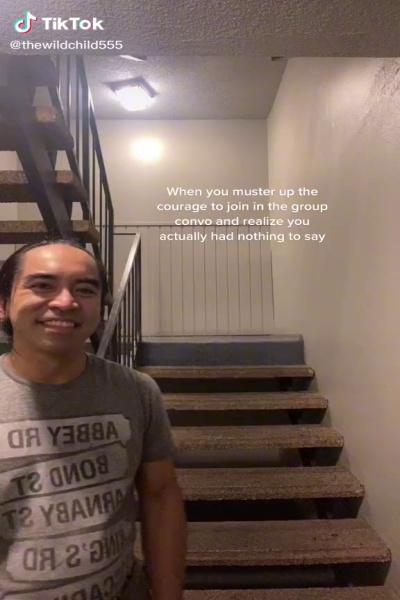 TikTok
@thewildchild555
When you muster up the
courage to join in the group
convo and realize you
actually had nothing to say
ABBEY RD
BOND ST
ARNABY ST
ING'S RD